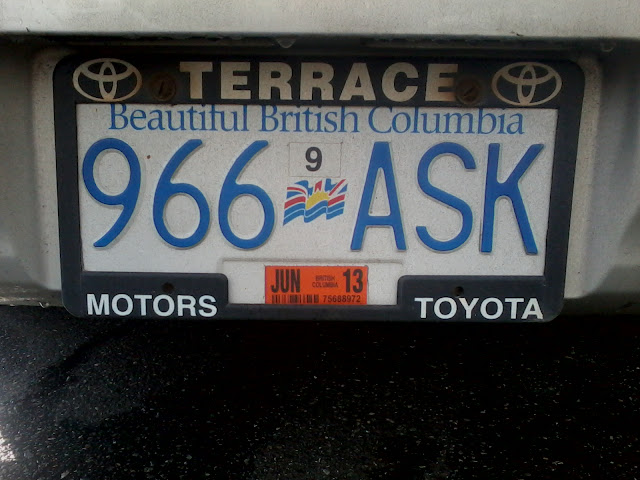 TERRACE
Beautiful British Columbia
9
966 ASK
JUN BRITISH COLUMBIA 13
75688972
MOTORS TOYOTA